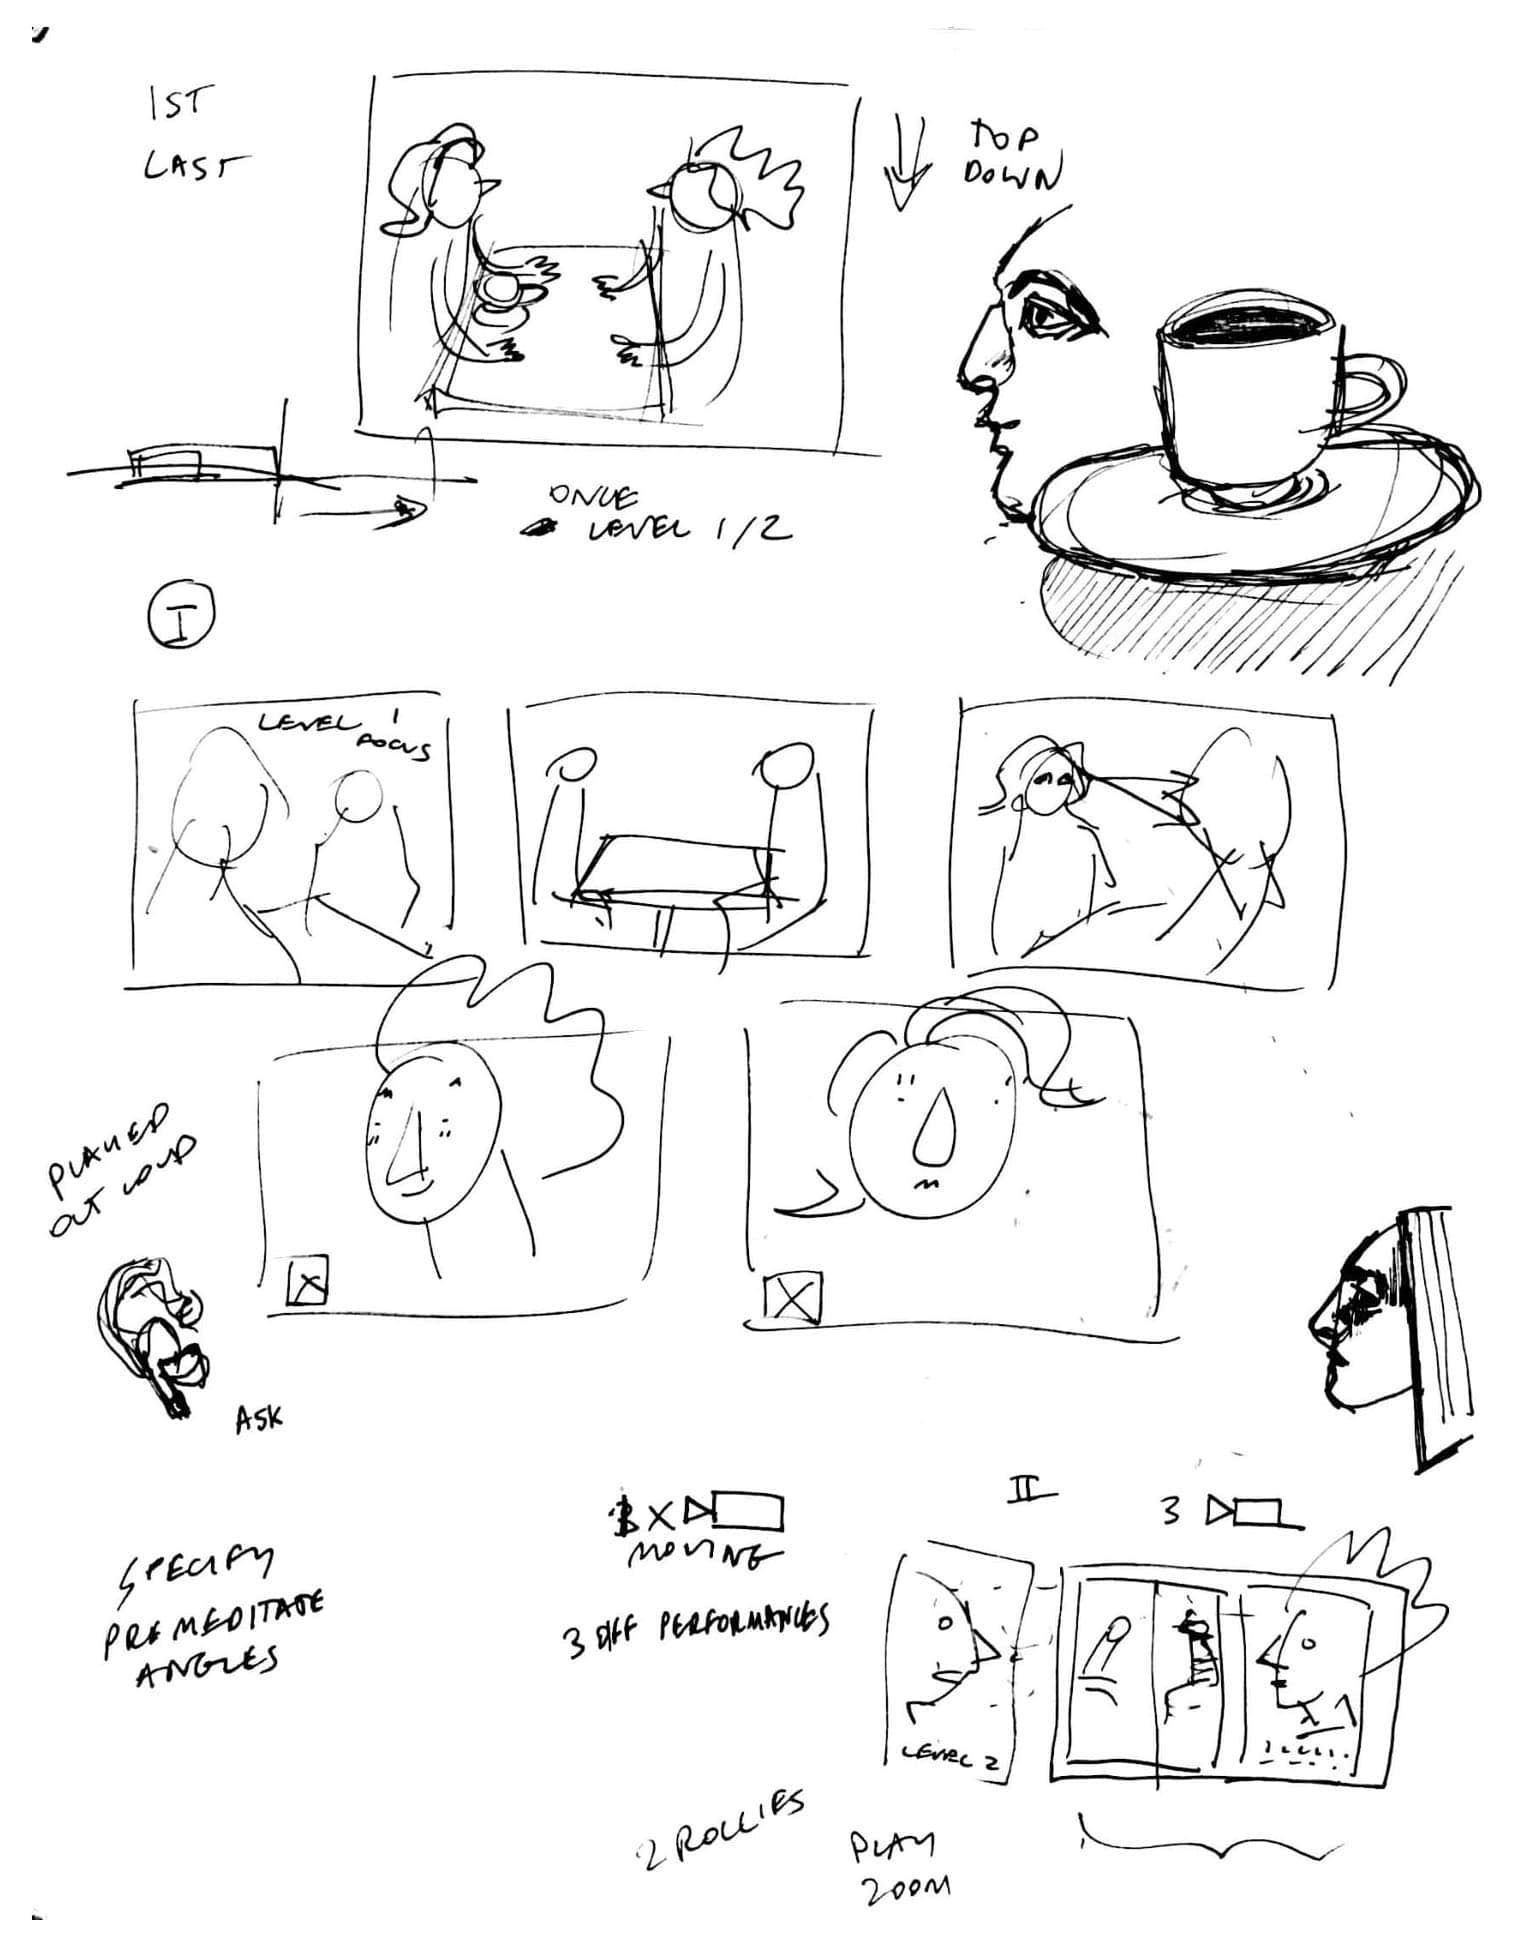 1ST
LAST
TOP
DOWN
ONCE
LEVEL 1/2
I
LEVEL 1
FOCUS
PLAYED
OUT LOUD
ASK
SPECIFY
PREMEDITATE
ANGLES
3 X
MOVING
3 DIFF PERFORMANCES
II
3
LEVEL 2
2 ROLLIES
PLAY
ZOOM